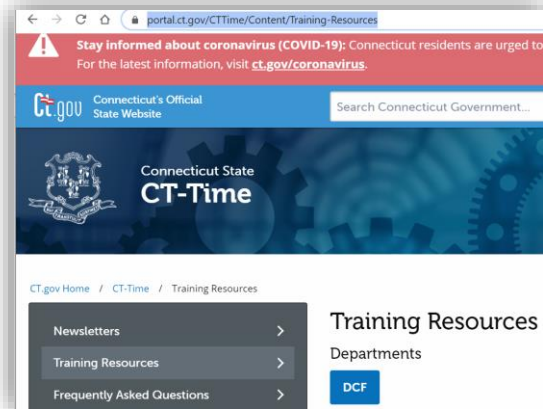 portal.ct.gov/CTTime/Content/Training-Resources
Stay informed about coronavirus (COVID-19): Connecticut residents are urged to
For the latest information, visit ct.gov/coronavirus.
Ct.gov
Connecticut's Official
State Website
Search Connecticut Government...
Connecticut State
CT-Time
CT.gov Home / CT-Time / Training Resources
Newsletters
Training Resources
Frequently Asked Questions
Training Resources
Departments
DCF